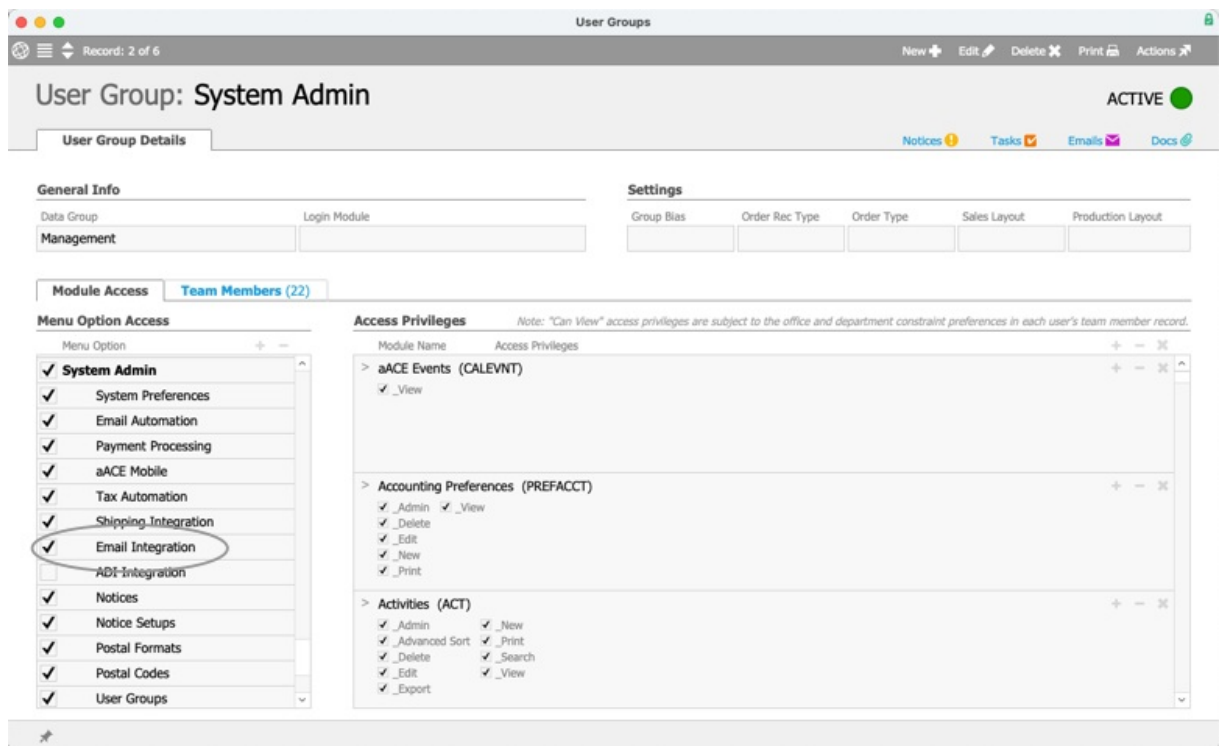 User Groups
Record: 2 of 6 New Edit Delete Print Actions
User Group: System Admin ACTIVE
User Group Details Notices Tasks Emails Docs
General Info Settings
Data Group Login Module Group Bias Order Rec Type Order Type Sales Layout Production Layout
Management
Module Access Team Members (22)
Menu Option Access
Menu Option
System Admin
System Preferences
Email Automation
Payment Processing
aACE Mobile
Tax Automation
Shipping Integration
Email Integration
ADI Integration
Notices
Notice Setups
Postal Formats
Postal Codes
User Groups
Access Privileges Note: "Can View" access privileges are subject to the office and department constraint preferences in each user's team member record.
Module Name Access Privileges
> aACE Events (CALEVNT)
_View
> Accounting Preferences (PREFACCT)
_Admin _View
_Delete
_Edit
_New
_Print
> Activities (ACT)
_Admin _New
_Advanced Sort _Print
_Delete _Search
_Edit _View
_Export